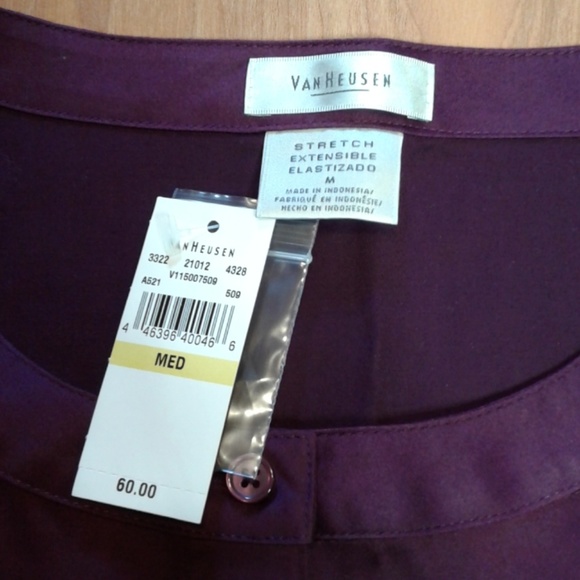 VANHEUSEN
STRETCH
EXTENSIBLE
ELASTIZADO
M
MADE IN INDONESIA/
FABRIQUÉ EN INDONÉSIE/
HECHO EN INDONESIA/
VANHEUSEN
3322 21012 4328
V115007509
A521 509
4 46396 40046 6
MED
60.00